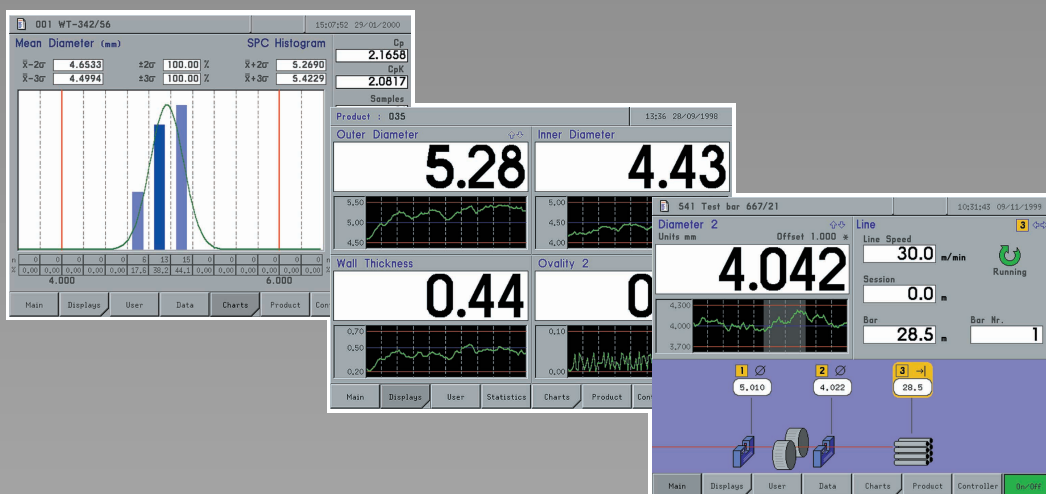 001 WT-342/56 15:07:52 29/01/2000
Mean Diameter (mm) SPC Histogram
x̄-2σ 4.6533 ±2σ 100.00 % x̄+2σ 5.2690
x̄-3σ 4.4994 ±3σ 100.00 % x̄+3σ 5.4229
Cp
2.1658
CpK
2.0817
Samples
n 0 0 0 0 0 6 13 15 0 0 0 0 0 0 n
% 0,00 0,00 0,00 0,00 0,00 17,6 38,2 44,1 0,00 0,00 0,00 0,00 0,00 0,00 %
4.000 6.000
Main Displays User Data Charts Product Con
Product : 035 13:36 28/09/1998
Outer Diameter Inner Diameter
5.28 4.43
5,50 5,00 4,50
5,00 4,00
Wall Thickness Ovality 2
0.44 0
0,70 0,50 0,20
0,10 0,00
Main Displays User Statistics Charts Product Con
541 Test bar 667/21 10:31:43 09/11/1999
Diameter 2
Units mm Offset 1.000 *
4.042
4,300
4,000
3,700
Line 3
Line Speed
30.0 m/min
Running
Session
0.0 m
Bar Bar Nr.
28.5 m 1
1 Ø 2 Ø 3 →|
5.010 4.022 28.5
Main Displays User Data Charts Product Controller On/Off